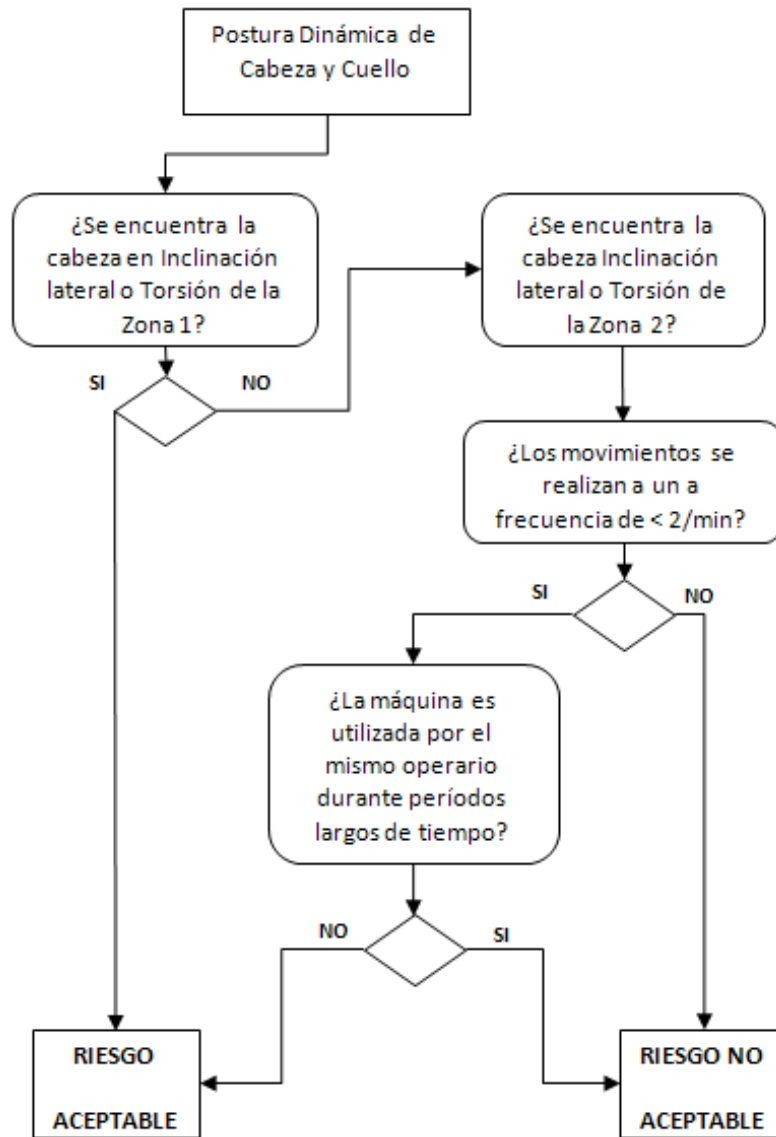 Postura Dinámica de
Cabeza y Cuello
¿Se encuentra la
cabeza en Inclinación
lateral o Torsión de la
Zona 1?
¿Se encuentra la
cabeza Inclinación
lateral o Torsión de
la Zona 2?
SI
NO
¿Los movimientos se
realizan a un a
frecuencia de < 2/min?
SI
NO
¿La máquina es
utilizada por el
mismo operario
durante períodos
largos de tiempo?
NO
SI
RIESGO
ACEPTABLE
RIESGO NO
ACEPTABLE